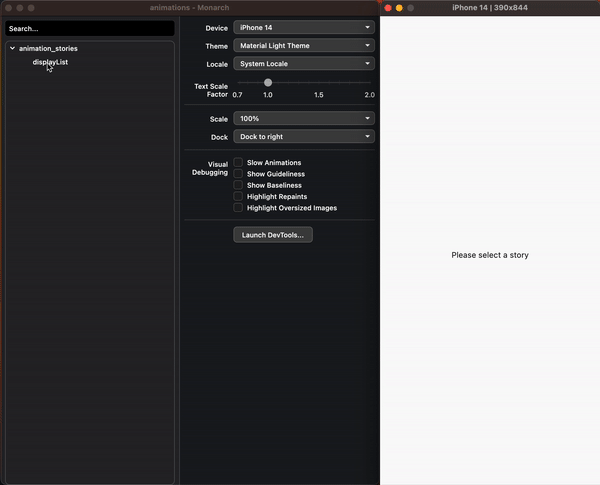 animations - Monarch
iPhone 14 | 390x844
Search...
animation_stories
displayList
Device iPhone 14
Theme Material Light Theme
Locale System Locale
Text Scale
Factor
0.7 1.0 1.5 2.0
Scale 100%
Dock Dock to right
Visual
Debugging
Slow Animations
Show Guideliness
Show Baseliness
Highlight Repaints
Highlight Oversized Images
Launch DevTools...
Please select a story